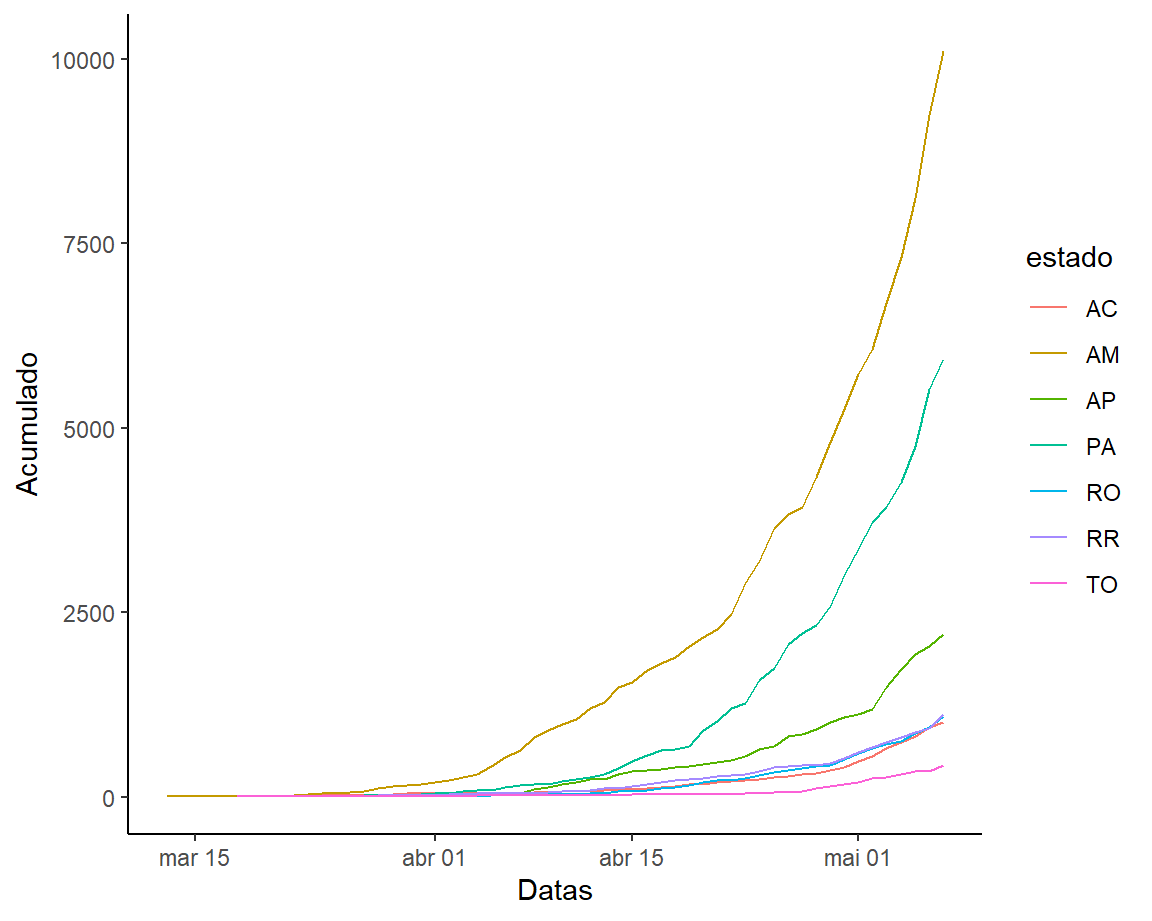 10000
7500
5000
2500
0
Acumulado
mar 15
abr 01
abr 15
mai 01
Datas
estado
AC
AM
AP
PA
RO
RR
TO